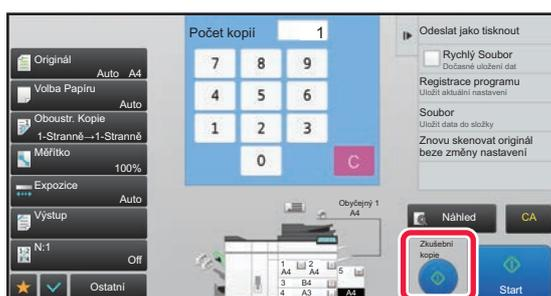 Originál
Auto A4
Volba Papíru
Auto
Oboustr. Kopie
1-Stranně→1-Stranně
Měřítko
100%
Expozice
Auto
Výstup
N:1
Off
Ostatní
Počet kopií 1
7 8 9
4 5 6
1 2 3
0 C
Obyčejný 1
A4
1 A4 2 A4 5
3 B4
4 A3 A4
Odeslat jako tisknout
Rychlý Soubor
Dočasné uložení dat
Registrace programu
Uložit aktuální nastavení
Soubor
Uložit data do složky
Znovu skenovat originál
beze změny nastavení
Náhled CA
Zkušební
kopie
Start